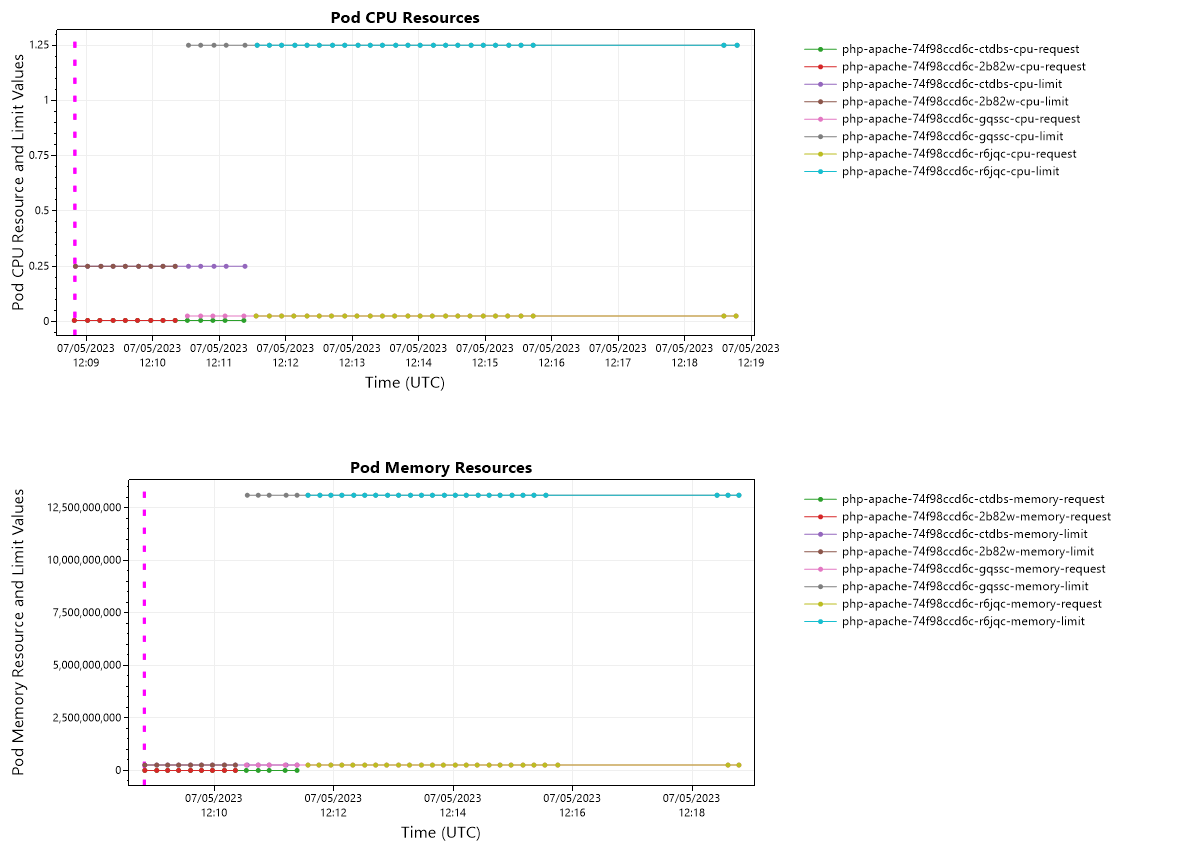 Pod CPU Resources
Pod CPU Resource and Limit Values
1.25
1
0.75
0.5
0.25
0
07/05/2023 07/05/2023 07/05/2023 07/05/2023 07/05/2023 07/05/2023 07/05/2023 07/05/2023 07/05/2023 07/05/2023 07/05/2023
12:09 12:10 12:11 12:12 12:13 12:14 12:15 12:16 12:17 12:18 12:19
Time (UTC)
php-apache-74f98ccd6c-ctdbs-cpu-request
php-apache-74f98ccd6c-2b82w-cpu-request
php-apache-74f98ccd6c-ctdbs-cpu-limit
php-apache-74f98ccd6c-2b82w-cpu-limit
php-apache-74f98ccd6c-gqssc-cpu-request
php-apache-74f98ccd6c-gqssc-cpu-limit
php-apache-74f98ccd6c-r6jqc-cpu-request
php-apache-74f98ccd6c-r6jqc-cpu-limit
Pod Memory Resources
Pod Memory Resource and Limit Values
12,500,000,000
10,000,000,000
7,500,000,000
5,000,000,000
2,500,000,000
0
07/05/2023 07/05/2023 07/05/2023 07/05/2023 07/05/2023
12:10 12:12 12:14 12:16 12:18
Time (UTC)
php-apache-74f98ccd6c-ctdbs-memory-request
php-apache-74f98ccd6c-2b82w-memory-request
php-apache-74f98ccd6c-ctdbs-memory-limit
php-apache-74f98ccd6c-2b82w-memory-limit
php-apache-74f98ccd6c-gqssc-memory-request
php-apache-74f98ccd6c-gqssc-memory-limit
php-apache-74f98ccd6c-r6jqc-memory-request
php-apache-74f98ccd6c-r6jqc-memory-limit